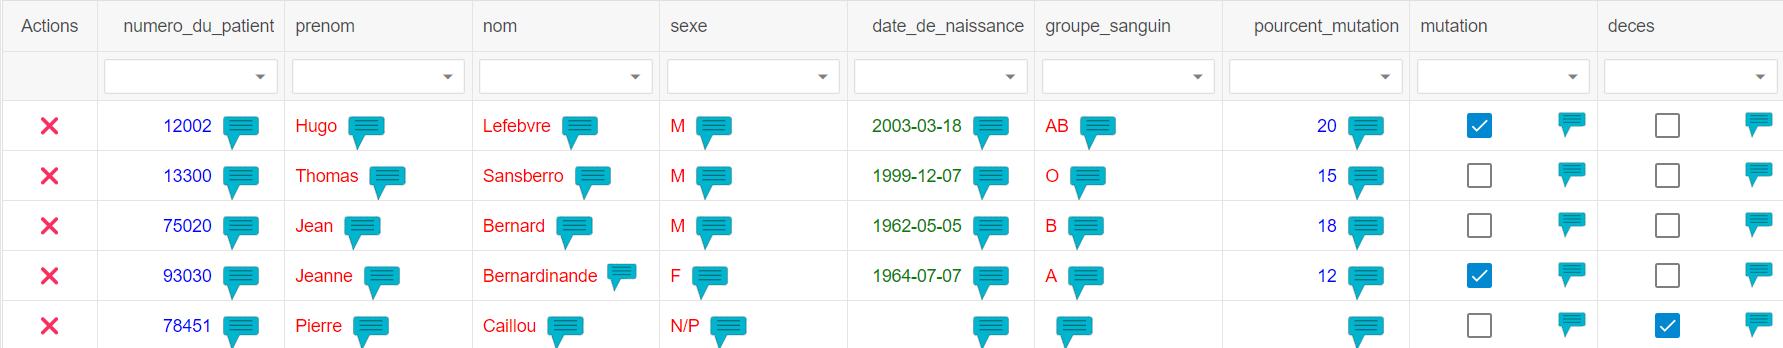 Actions numero_du_patient prenom nom sexe date_de_naissance groupe_sanguin pourcent_mutation mutation deces
12002 Hugo Lefebvre M 2003-03-18 AB 20
13300 Thomas Sansberro M 1999-12-07 O 15
75020 Jean Bernard M 1962-05-05 B 18
93030 Jeanne Bernardinande F 1964-07-07 A 12
78451 Pierre Caillou N/P